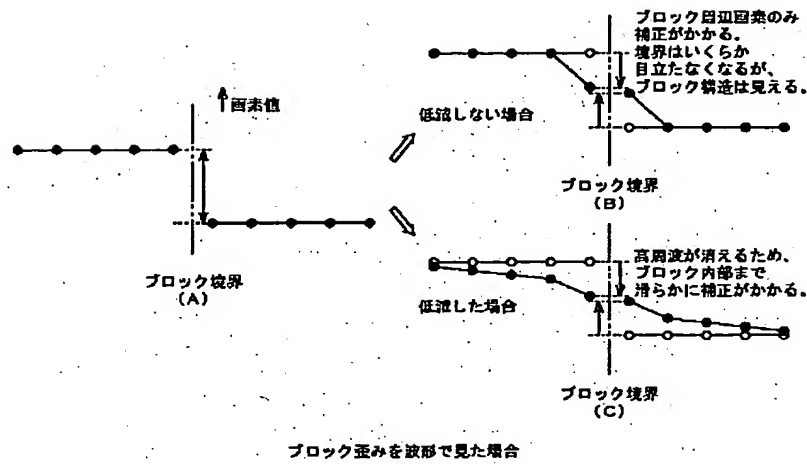 画素値
ブロック境界
(A)
低減しない場合
ブロック周辺画素のみ
補正がかかる。
境界はいくらか
目立たなくなるが、
ブロック構造は見える。
ブロック境界
(B)
低減した場合
高周波が消えるため、
ブロック内部まで
滑らかに補正がかかる。
ブロック境界
(C)
ブロック歪みを波形で見た場合